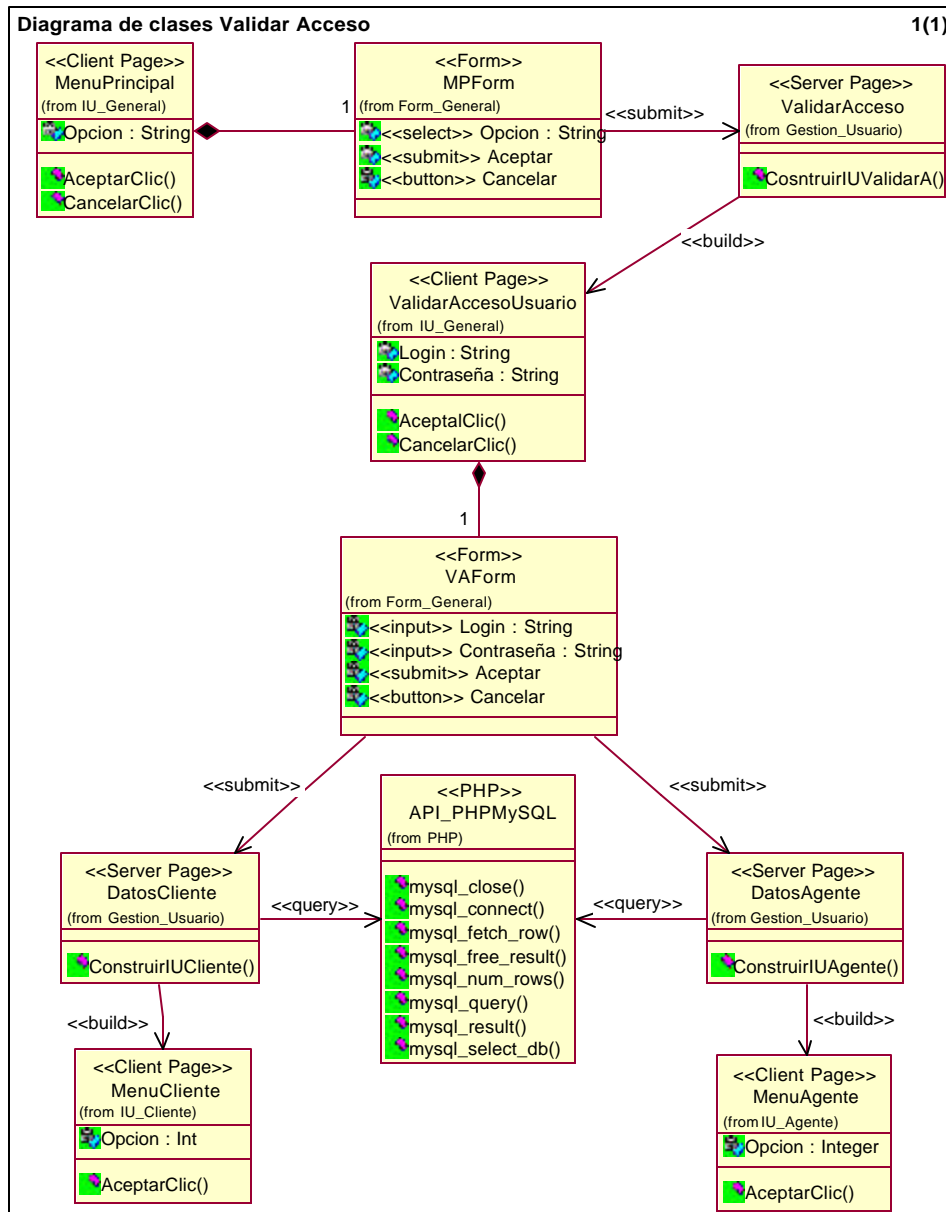 Diagrama de clases Validar Acceso 1(1)
<<Client Page>>
MenuPrincipal
(from IU_General)
Opcion : String
AceptarClic()
CancelarClic()
1
<<Form>>
MPForm
(from Form_General)
<<select>> Opcion : String
<<submit>> Aceptar
<<button>> Cancelar
<<submit>>
<<Server Page>>
ValidarAcceso
(from Gestion_Usuario)
CosntruirIUValidarA()
<<build>>
<<Client Page>>
ValidarAccesoUsuario
(from IU_General)
Login : String
Contraseña : String
AceptalClic()
CancelarClic()
1
<<Form>>
VAForm
(from Form_General)
<<input>> Login : String
<<input>> Contraseña : String
<<submit>> Aceptar
<<button>> Cancelar
<<submit>>
<<submit>>
<<Server Page>>
DatosCliente
(from Gestion_Usuario)
ConstruirIUCliente()
<<query>>
<<PHP>>
API_PHPMySQL
(from PHP)
mysql_close()
mysql_connect()
mysql_fetch_row()
mysql_free_result()
mysql_num_rows()
mysql_query()
mysql_result()
mysql_select_db()
<<query>>
<<Server Page>>
DatosAgente
(from Gestion_Usuario)
ConstruirIUAgente()
<<build>>
<<build>>
<<Client Page>>
MenuCliente
(from IU_Cliente)
Opcion : Int
AceptarClic()
<<Client Page>>
MenuAgente
(from IU_Agente)
Opcion : Integer
AceptarClic()